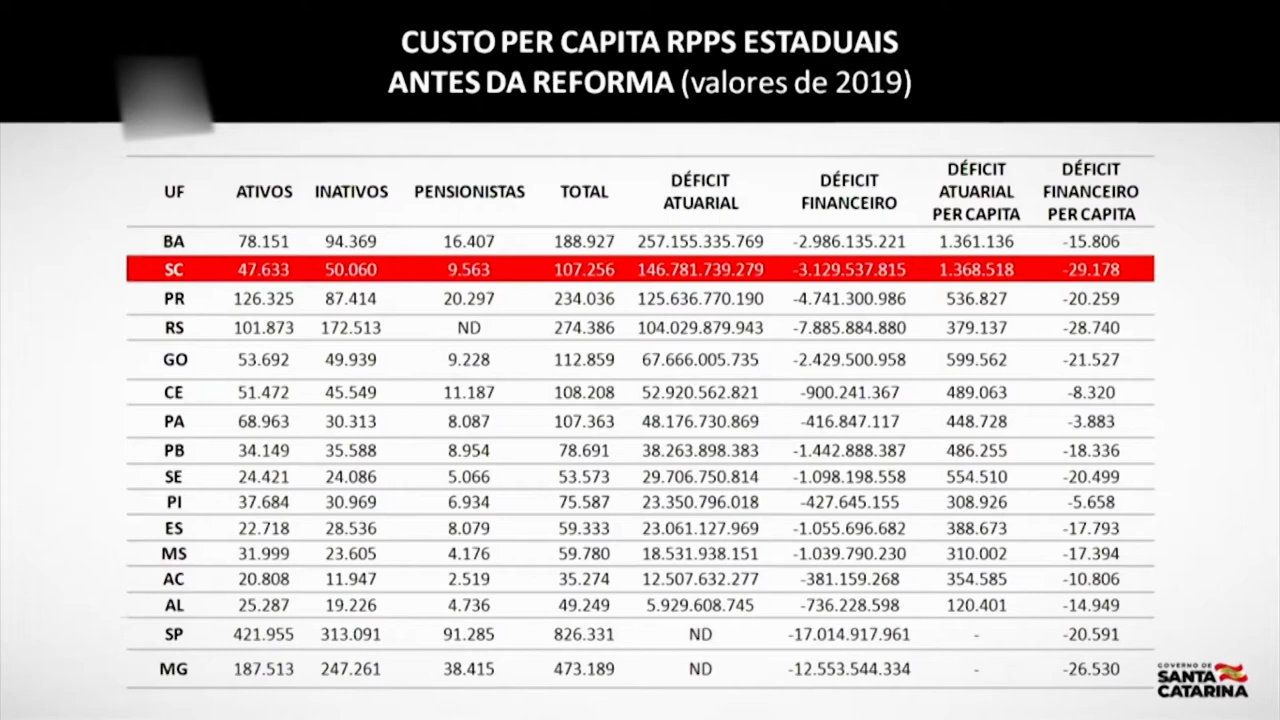 CUSTO PER CAPITA RPPS ESTADUAIS
ANTES DA REFORMA (valores de 2019)
UF ATIVOS INATIVOS PENSIONISTAS TOTAL DÉFICIT ATUARIAL DÉFICIT FINANCEIRO DÉFICIT ATUARIAL PER CAPITA DÉFICIT FINANCEIRO PER CAPITA
BA 78.151 94.369 16.407 188.927 257.155.335.769 -2.986.135.221 1.361.136 -15.806
SC 47.633 50.060 9.563 107.256 146.781.739.279 -3.129.537.815 1.368.518 -29.178
PR 126.325 87.414 20.297 234.036 125.636.770.190 -4.741.300.986 536.827 -20.259
RS 101.873 172.513 ND 274.386 104.029.879.943 -7.885.884.880 379.137 -28.740
GO 53.692 49.939 9.228 112.859 67.666.005.735 -2.429.500.958 599.562 -21.527
CE 51.472 45.549 11.187 108.208 52.920.562.821 -900.241.367 489.063 -8.320
PA 68.963 30.313 8.087 107.363 48.176.730.869 -416.847.117 448.728 -3.883
PB 34.149 35.588 8.954 78.691 38.263.898.383 -1.442.888.387 486.255 -18.336
SE 24.421 24.086 5.066 53.573 29.706.750.814 -1.098.198.558 554.510 -20.499
PI 37.684 30.969 6.934 75.587 23.350.796.018 -427.645.155 308.926 -5.658
ES 22.718 28.536 8.079 59.333 23.061.127.969 -1.055.696.682 388.673 -17.793
MS 31.999 23.605 4.176 59.780 18.531.938.151 -1.039.790.230 310.002 -17.394
AC 20.808 11.947 2.519 35.274 12.507.632.277 -381.159.268 354.585 -10.806
AL 25.287 19.226 4.736 49.249 5.929.608.745 -736.228.598 120.401 -14.949
SP 421.955 313.091 91.285 826.331 ND -17.014.917.961 - -20.591
MG 187.513 247.261 38.415 473.189 ND -12.553.544.334 - -26.530
GOVERNO DE
SANTA
CATARINA